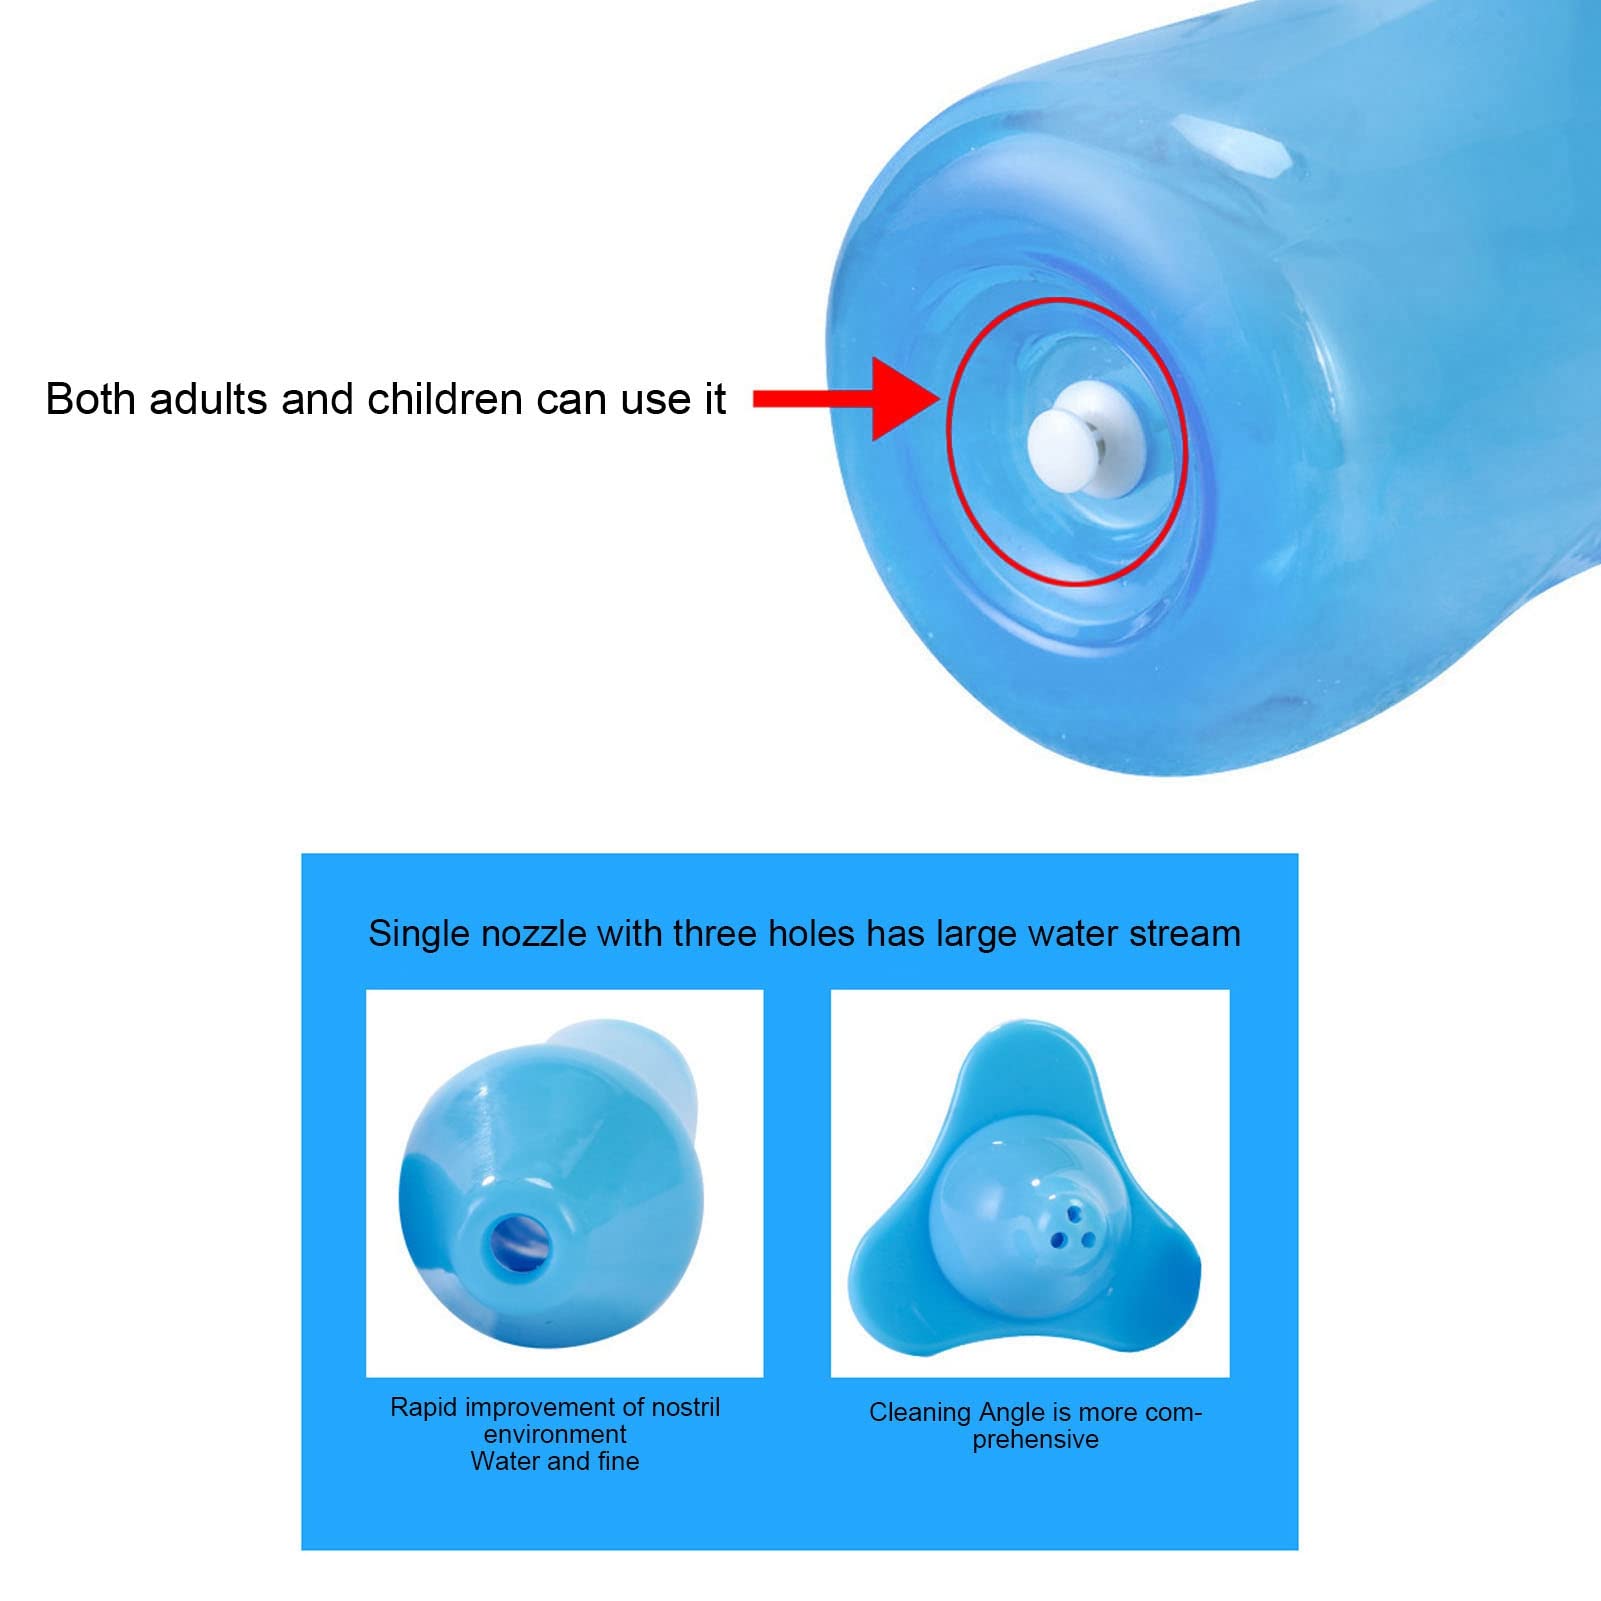 Both adults and children can use it
Single nozzle with three holes has large water stream
Rapid improvement of nostril
environment
Water and fine
Cleaning Angle is more com-
prehensive